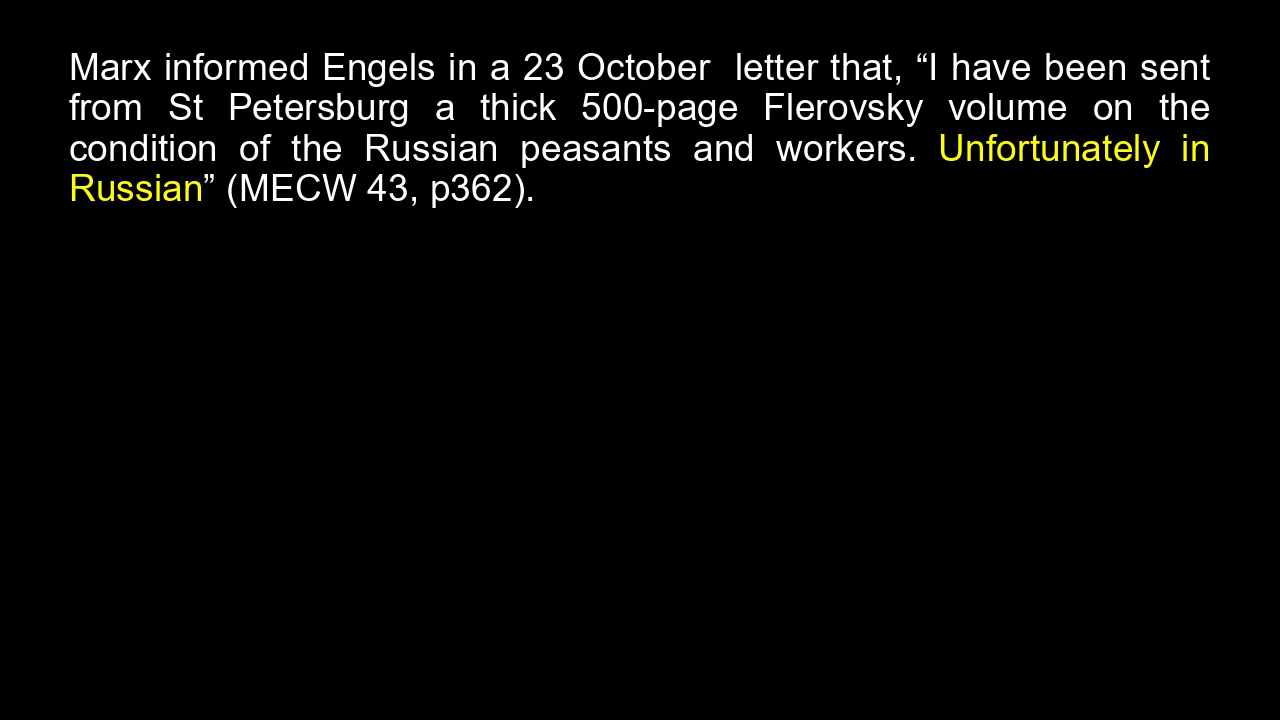 Marx informed Engels in a 23 October  letter that, “I have been sent
from St Petersburg a thick 500-page Flerovsky volume on the
condition of the Russian peasants and workers. Unfortunately in
Russian” (MECW 43, p362).